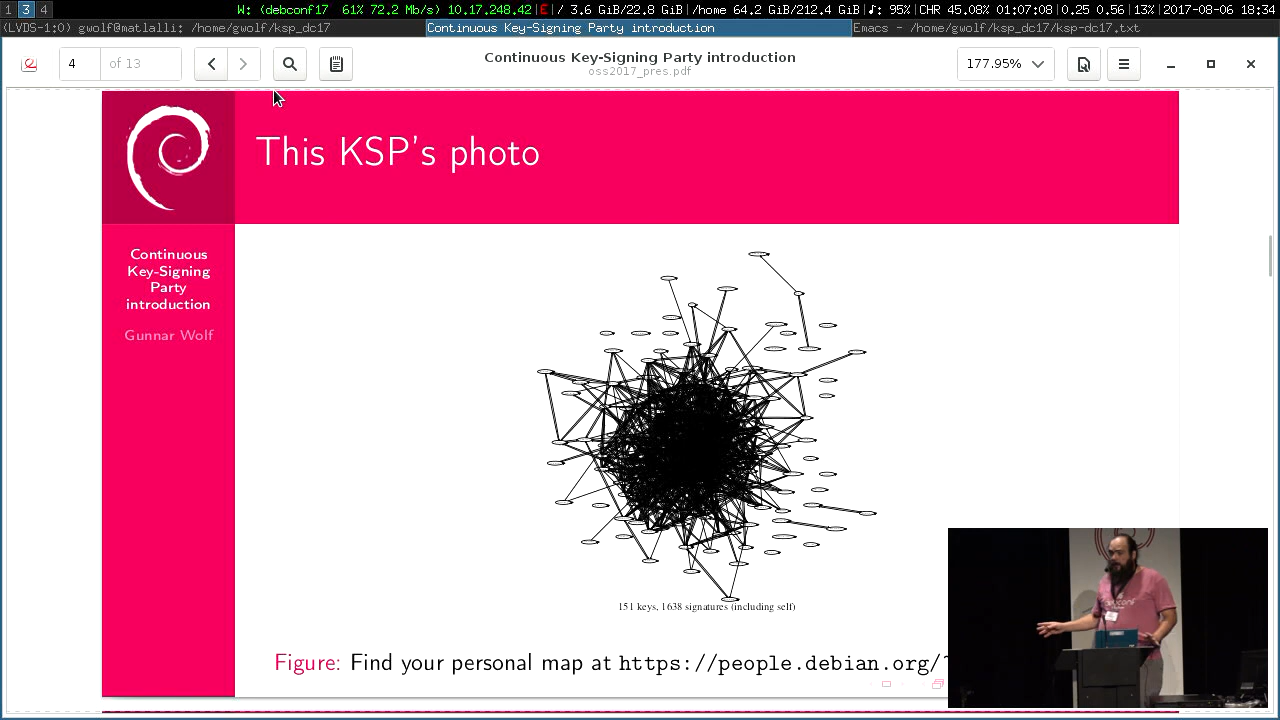 1 3 4 W: (debconf17 61% 72.2 Mb/s) 10.17.248.42|E|/ 3.6 GiB/22.8 GiB|/home 64.2 GiB/212.4 GiB|♪: 95%|CHR 45.08% 01:07:08|0.25 0.56|13%|2017-08-06 18:34
(LVDS-1:0) gwolf@matlalli: /home/gwolf/ksp_dc17 Continuous Key-Signing Party introduction Emacs - /home/gwolf/ksp_dc17/ksp-dc17.txt
4 of 13 Continuous Key-Signing Party introduction 177.95%
oss2017_pres.pdf
This KSP's photo
Continuous
Key-Signing
Party
introduction
Gunnar Wolf
151 keys, 1638 signatures (including self)
Figure: Find your personal map at https://people.debian.org/